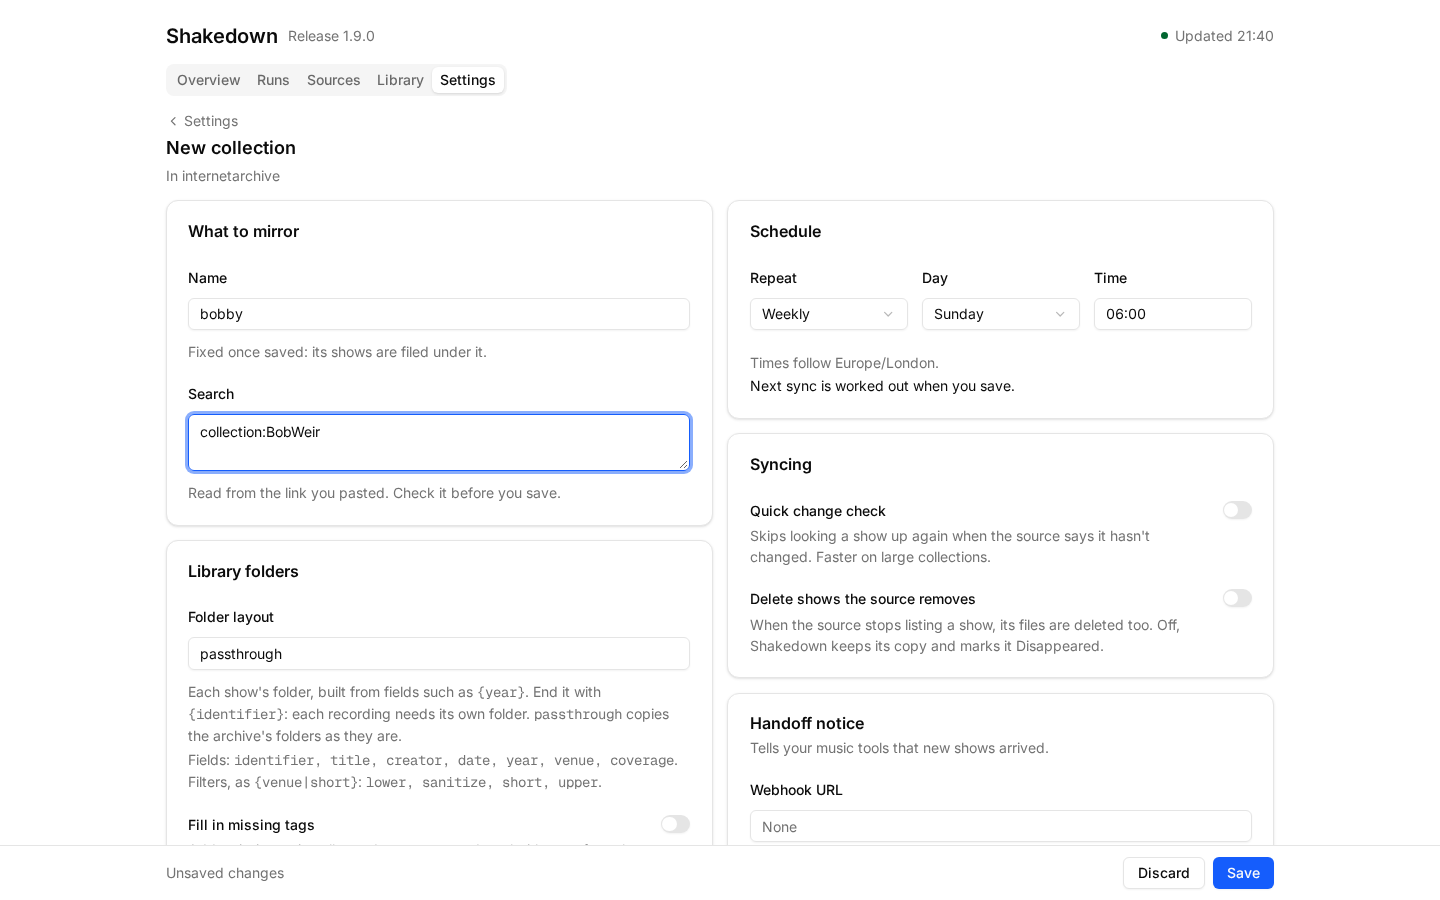 Shakedown Release 1.9.0
Updated 21:40
Overview Runs Sources Library Settings
Settings
New collection
In internetarchive
What to mirror
Name
bobby
Fixed once saved: its shows are filed under it.
Search
collection:BobWeir
Read from the link you pasted. Check it before you save.
Library folders
Folder layout
passthrough
Each show's folder, built from fields such as {year}. End it with
{identifier}: each recording needs its own folder. passthrough copies
the archive's folders as they are.
Fields: identifier, title, creator, date, year, venue, coverage.
Filters, as {venue|short}: lower, sanitize, short, upper.
Fill in missing tags
Schedule
Repeat Day Time
Weekly Sunday 06:00
Times follow Europe/London.
Next sync is worked out when you save.
Syncing
Quick change check
Skips looking a show up again when the source says it hasn't
changed. Faster on large collections.
Delete shows the source removes
When the source stops listing a show, its files are deleted too. Off,
Shakedown keeps its copy and marks it Disappeared.
Handoff notice
Tells your music tools that new shows arrived.
Webhook URL
None
Unsaved changes
Discard Save